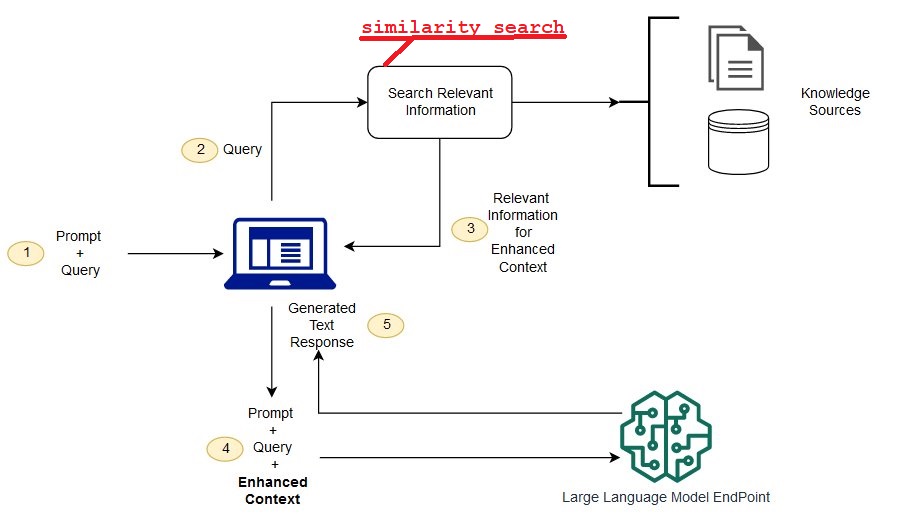 similarity search
Search Relevant
Information
Knowledge
Sources
2
Query
1
Prompt
+
Query
3
Relevant
Information
for
Enhanced
Context
Generated
Text
Response
5
4
Prompt
+
Query
+
Enhanced
Context
Large Language Model EndPoint